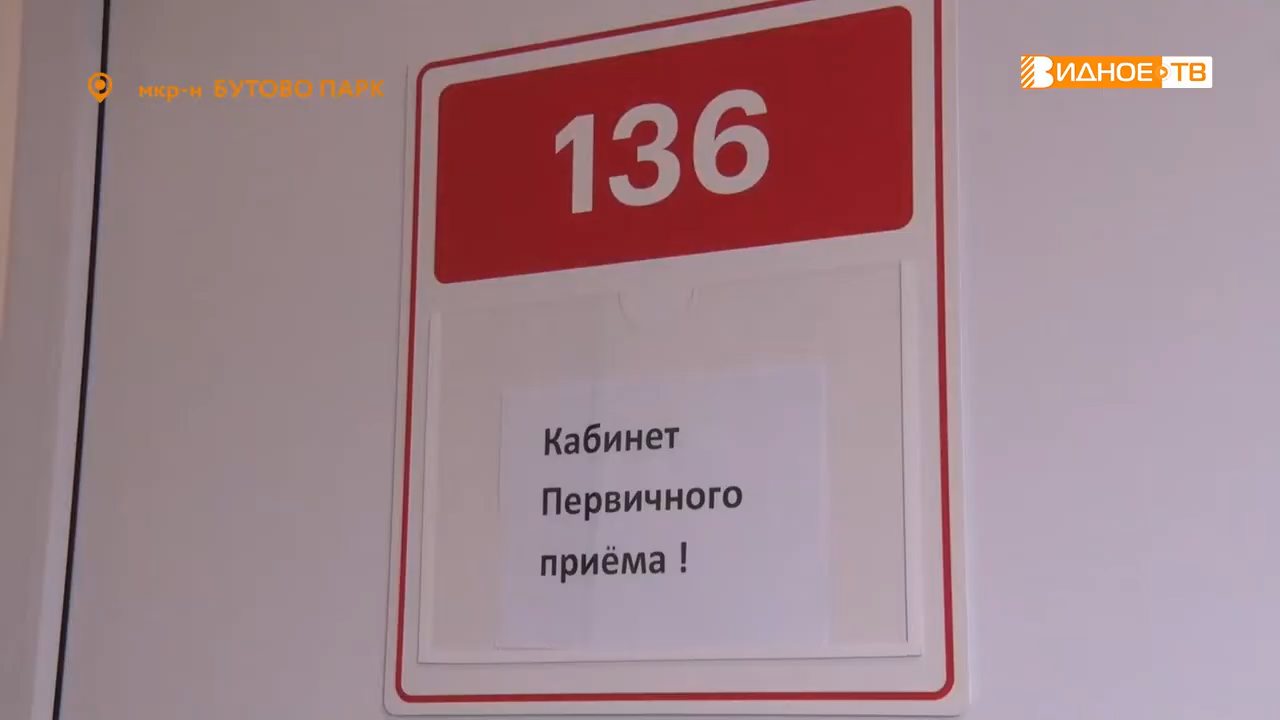 мкр-н БУТОВО ПАРК
ВИДНОЕ ТВ
136
Кабинет
Первичного
приёма !